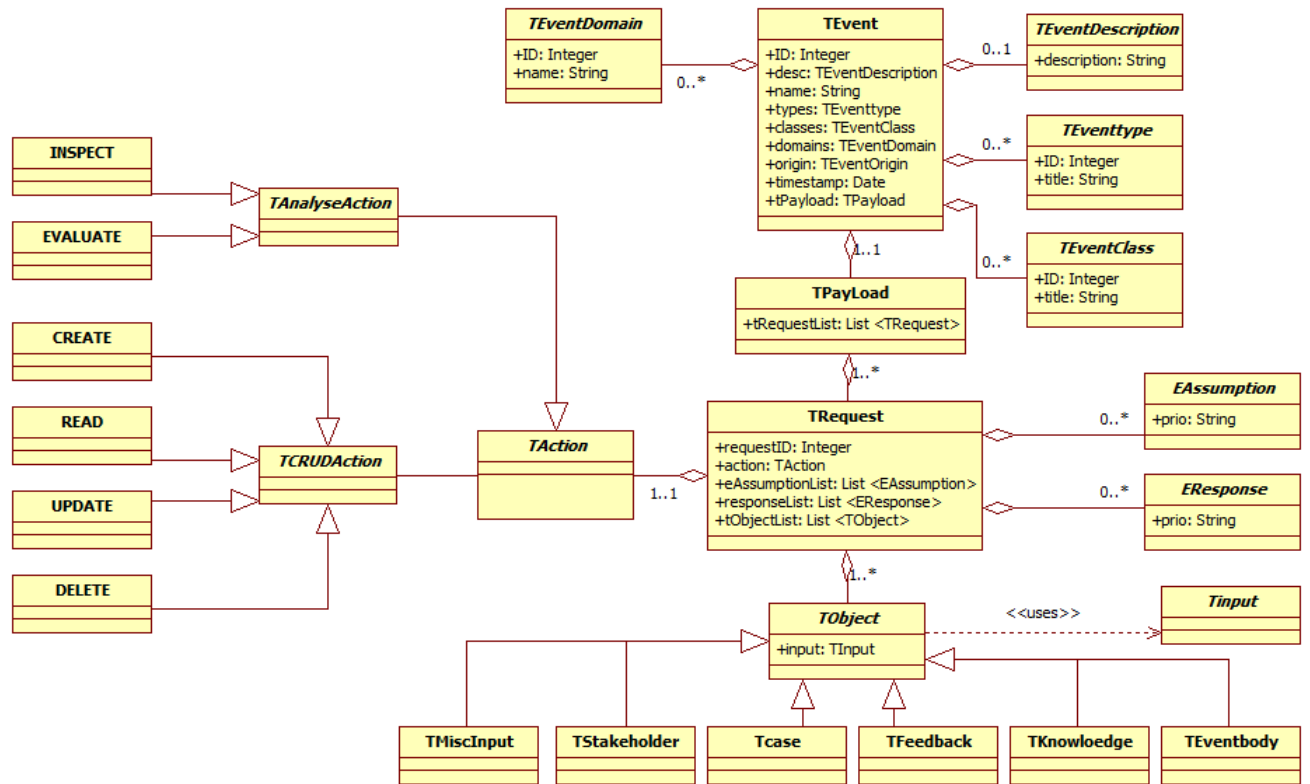 TEventDomain
+ID: Integer
+name: String
0..*
TEvent
+ID: Integer
+desc: TEventDescription
+name: String
+types: TEventtype
+classes: TEventClass
+domains: TEventDomain
+origin: TEventOrigin
+timestamp: Date
+tPayload: TPayload
0..1
TEventDescription
+description: String
0..*
TEventtype
+ID: Integer
+title: String
0..*
TEventClass
+ID: Integer
+title: String
1..1
TPayLoad
+tRequestList: List <TRequest>
1..*
INSPECT
EVALUATE
TAnalyseAction
CREATE
READ
UPDATE
DELETE
TCRUDAction
TAction
1..1
TRequest
+requestID: Integer
+action: TAction
+eAssumptionList: List <EAssumption>
+responseList: List <EResponse>
+tObjectList: List <TObject>
0..*
EAssumption
+prio: String
0..*
EResponse
+prio: String
1..*
TObject
+input: TInput
<<uses>>
Tinput
TMiscInput
TStakeholder
Tcase
TFeedback
TKnowloedge
TEventbody